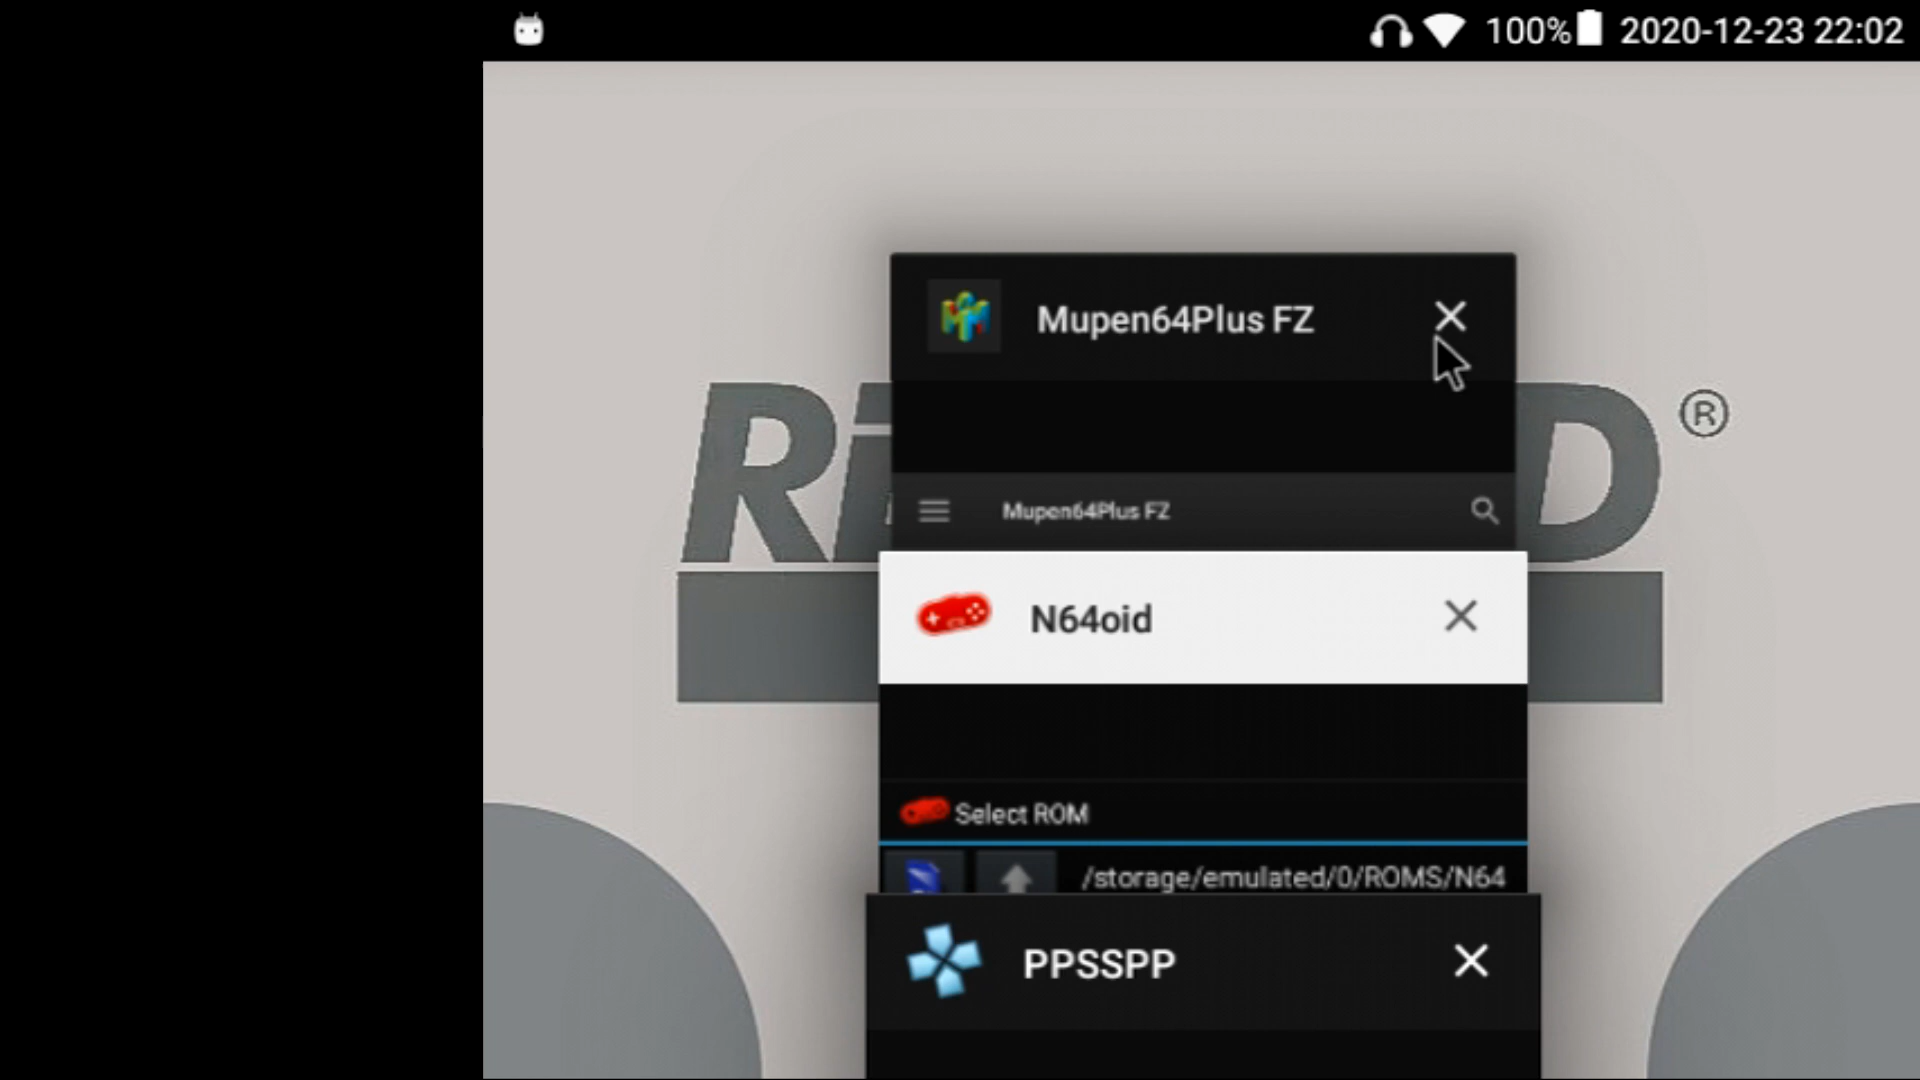 100% 2020-12-23 22:02
Mupen64Plus FZ
R
D ®
Mupen64Plus FZ
N64oid
Select ROM
/storage/emulated/0/ROMS/N64
PPSSPP